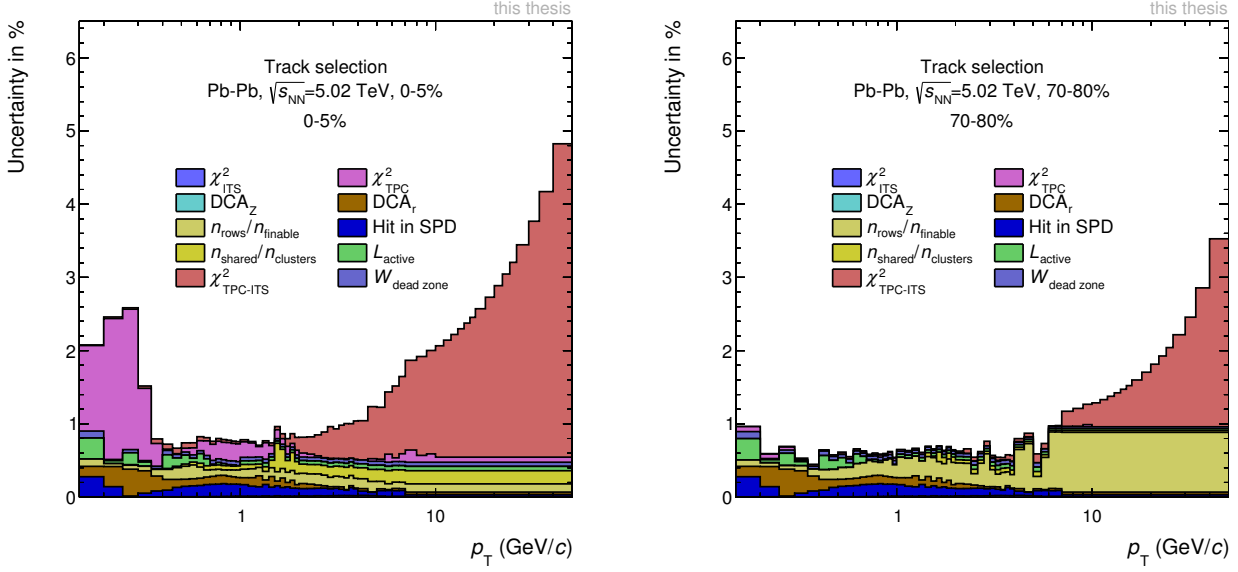 this thesis
Uncertainty in %
Track selection
Pb-Pb, √s_NN=5.02 TeV, 0-5%
0-5%
χ²_ITS
χ²_TPC
DCA_Z
DCA_r
n_rows/n_finable
Hit in SPD
n_shared/n_clusters
L_active
χ²_TPC-ITS
W_dead zone
6
5
4
3
2
1
0
1
10
p_T (GeV/c)
this thesis
Uncertainty in %
Track selection
Pb-Pb, √s_NN=5.02 TeV, 70-80%
70-80%
χ²_ITS
χ²_TPC
DCA_Z
DCA_r
n_rows/n_finable
Hit in SPD
n_shared/n_clusters
L_active
χ²_TPC-ITS
W_dead zone
6
5
4
3
2
1
0
1
10
p_T (GeV/c)